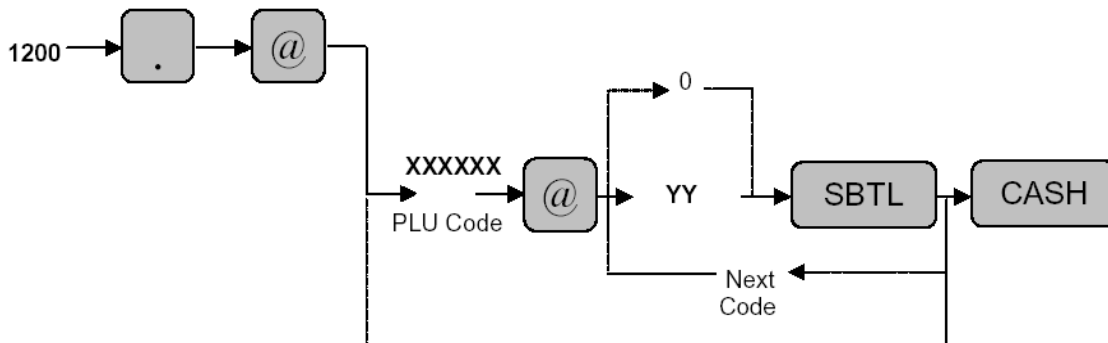 1200
.
@
XXXXXX
PLU Code
@
0
YY
SBTL
CASH
Next
Code